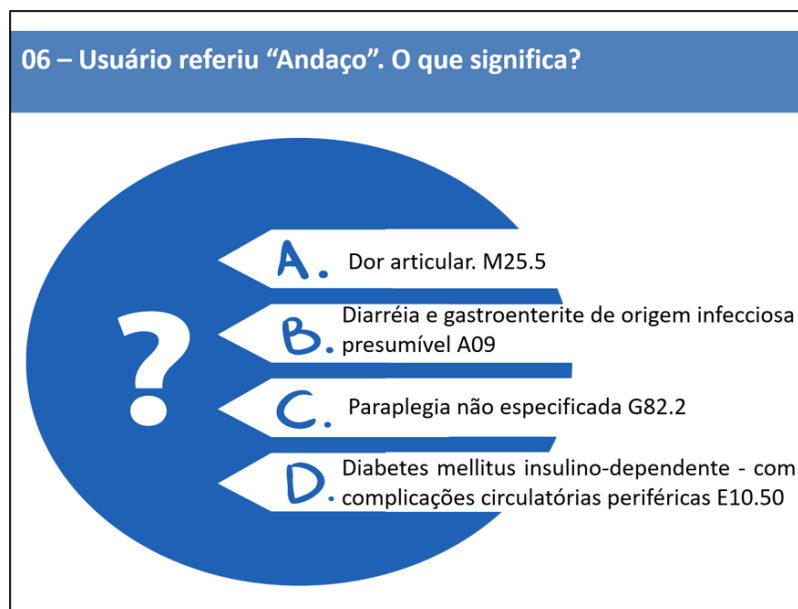 06 – Usuário referiu “Andaço”. O que significa?
?
A. Dor articular. M25.5
B. Diarréia e gastroenterite de origem infecciosa
presumível A09
C. Paraplegia não especificada G82.2
D. Diabetes mellitus insulino-dependente - com
complicações circulatórias periféricas E10.50